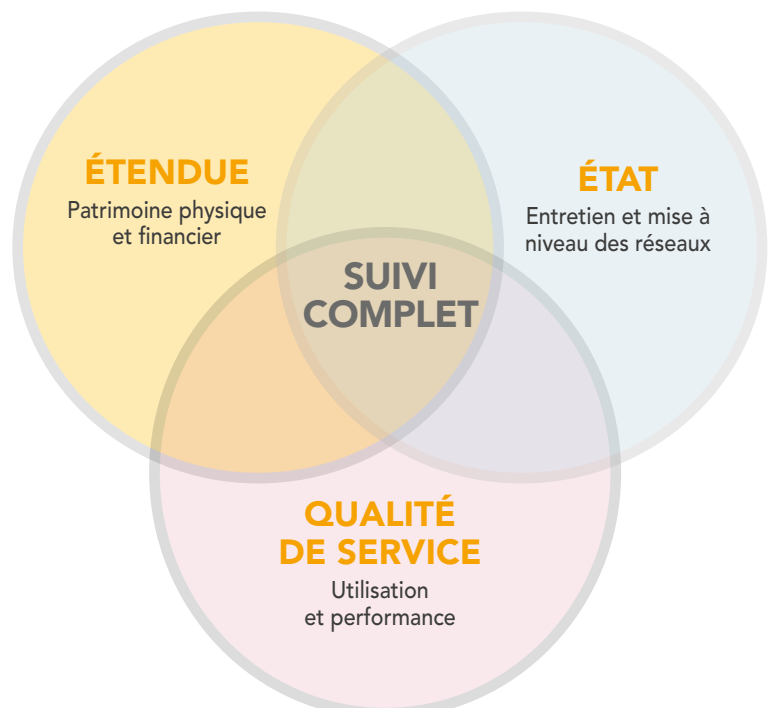 ÉTENDUE
Patrimoine physique
et financier
ÉTAT
Entretien et mise à
niveau des réseaux
SUIVI
COMPLET
QUALITÉ
DE SERVICE
Utilisation
et performance